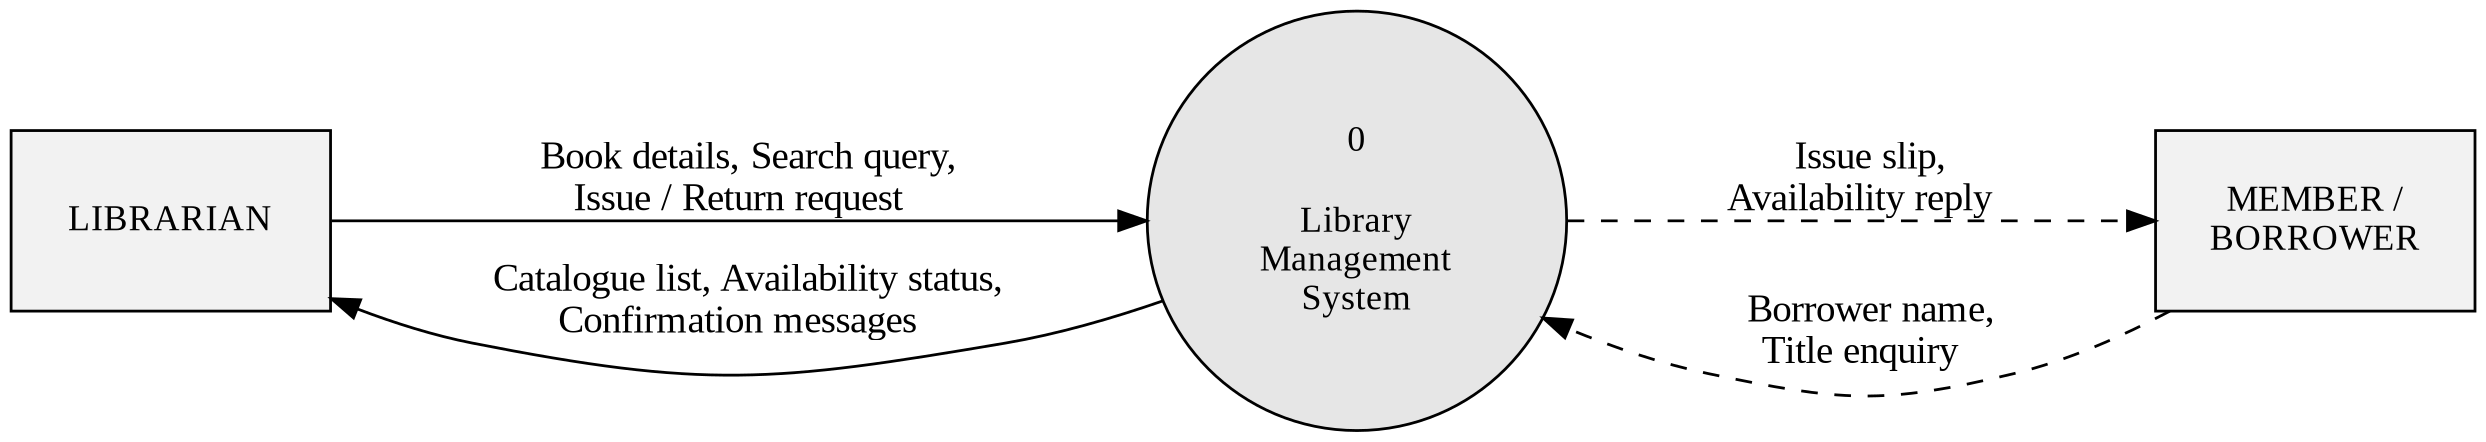 LIBRARIAN
Book details, Search query,
Issue / Return request
Catalogue list, Availability status,
Confirmation messages
0
Library
Management
System
Issue slip,
Availability reply
Borrower name,
Title enquiry
MEMBER /
BORROWER